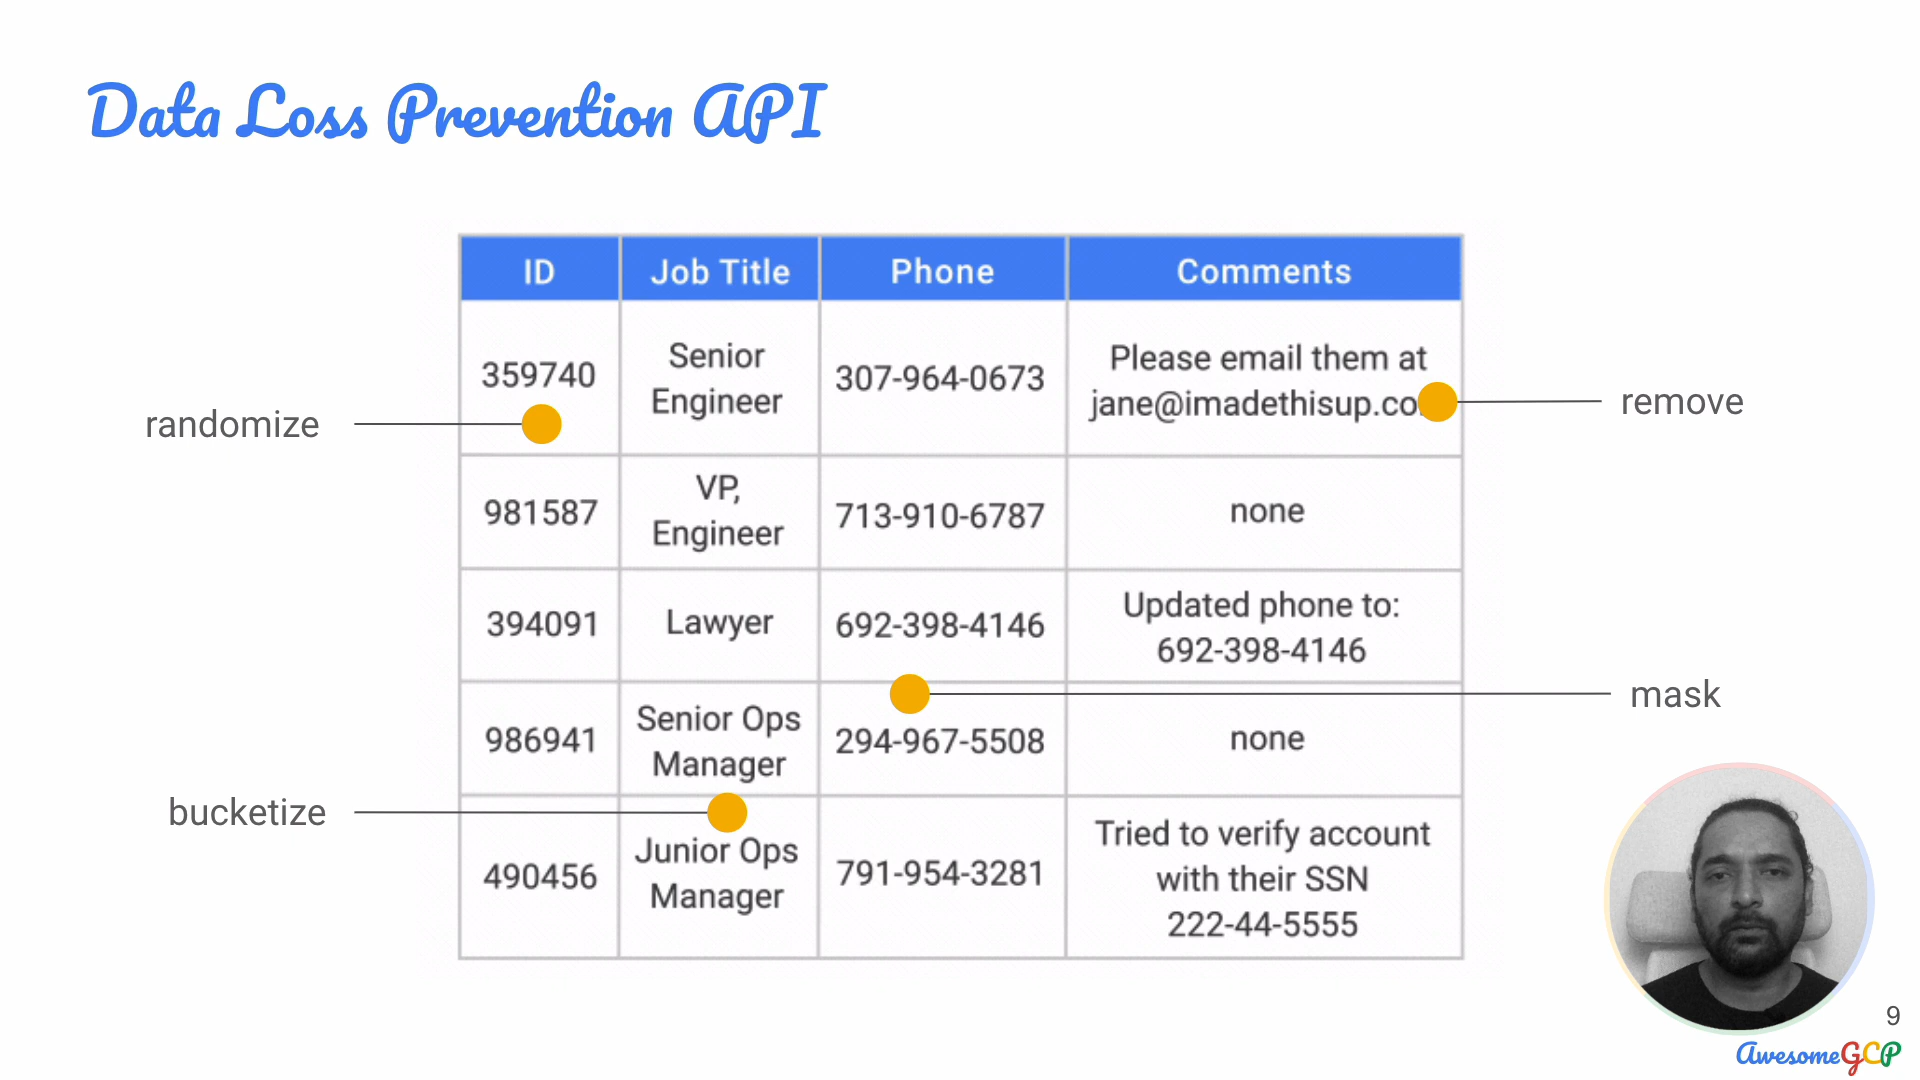 Data Loss Prevention API
ID Job Title Phone Comments
359740
Senior
Engineer
307-964-0673
Please email them at
jane@imadethisup.co
randomize
remove
981587
VP,
Engineer
713-910-6787
none
394091
Lawyer
692-398-4146
Updated phone to:
692-398-4146
mask
986941
Senior Ops
Manager
294-967-5508
none
bucketize
490456
Junior Ops
Manager
791-954-3281
Tried to verify account
with their SSN
222-44-5555
9
AwesomeGCP